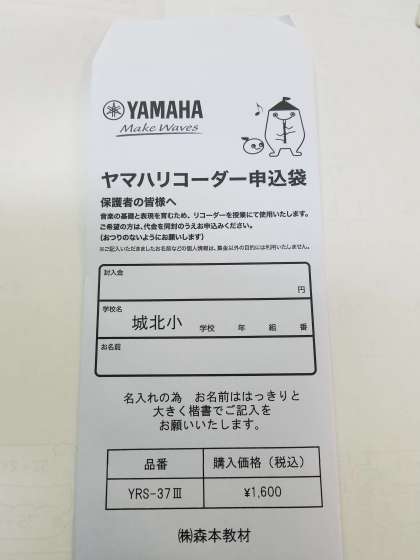 YAMAHA
Make Waves
ヤマハリコーダー申込袋
保護者の皆様へ
音楽の基礎と表現を育むため、リコーダーを授業にて使用いたします。
ご希望の方は、代金を同封のうえお申込みください。
(おつりのないようにお願いします)
※ご記入いただきましたお名前などの個人情報は、集金以外の目的には利用いたしません。
封入金
円
学校名
城北小 学校 年 組 番
お名前
名入れの為 お名前ははっきりと
大きく楷書でご記入を
お願いいたします。
品番 購入価格(税込)
YRS-37Ⅲ ¥1,600
㈱森本教材